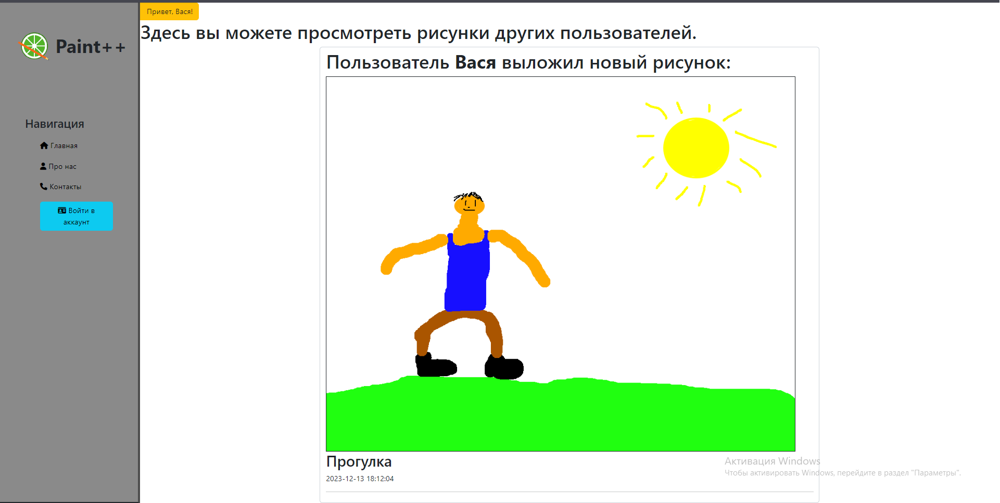 Paint++
Навигация
Главная
Про нас
Контакты
Войти в
аккаунт
Привет, Вася!
Здесь вы можете просмотреть рисунки других пользователей.
Пользователь Вася выложил новый рисунок:
Прогулка
2023-12-13 18:12:04
Активация Windows
Чтобы активировать Windows, перейдите в раздел "Параметры".